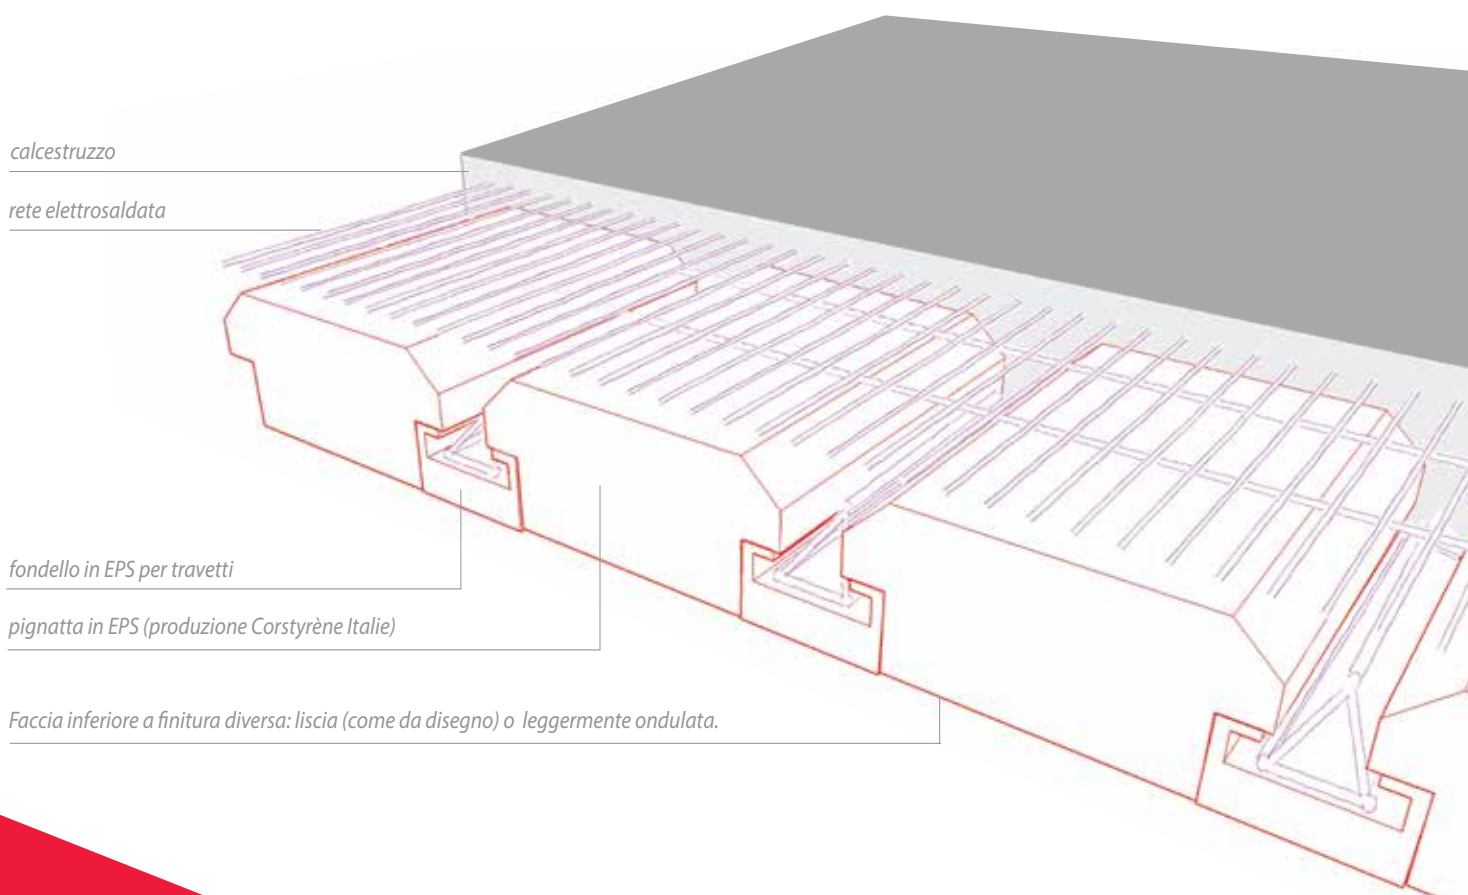 calcestruzzo
rete elettrosaldata
fondello in EPS per travetti
pignatta in EPS (produzione Corstyrène Italie)
Faccia inferiore a finitura diversa: liscia (come da disegno) o leggermente ondulata.